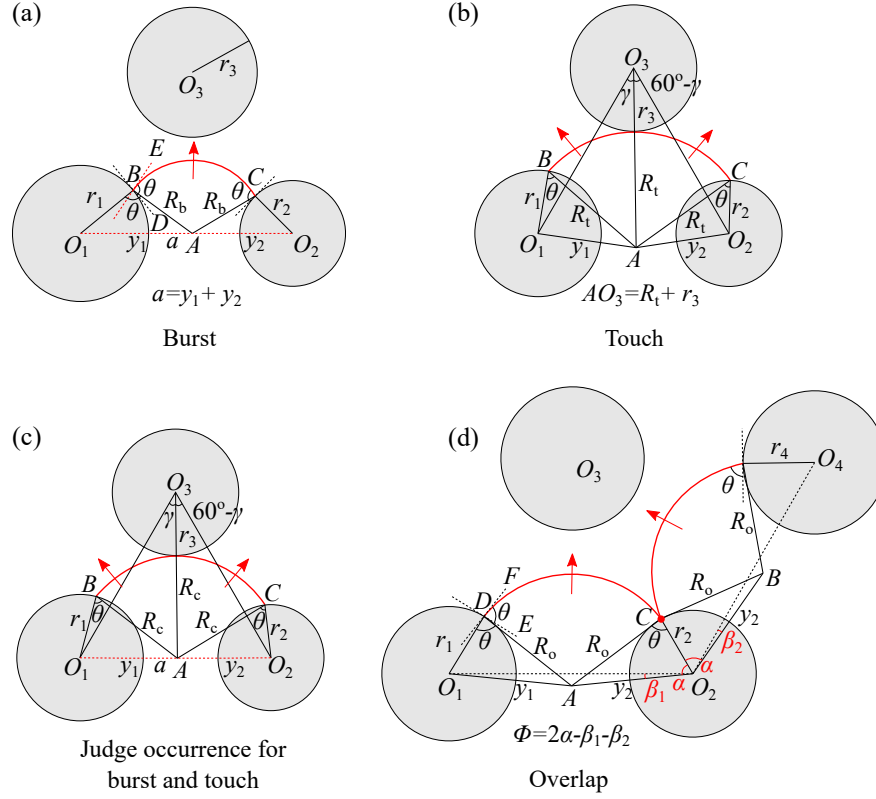 (a)
r3
O3
E
B
θ
C
θ
r1
Rb
Rb
r2
θ
D
O1
y1
a
A
y2
O2
a=y1+ y2
Burst
(b)
O3
γ
60º-γ
r3
B
C
θ
Rt
θ
r1
Rt
Rt
r2
O1
y1
y2
O2
A
AO3=Rt+ r3
Touch
(c)
O3
γ
60º-γ
r3
B
Rc
C
r1
θ
Rc
Rc
θ
r2
O1
y1
a
A
y2
O2
Judge occurrence for
burst and touch
(d)
O3
r4
O4
θ
Ro
F
D
θ
Ro
B
r1
θ
E
C
Ro
Ro
θ
r2
y2
β2
O1
y1
A
y2
β1
α
α
O2
Φ=2α-β1-β2
Overlap